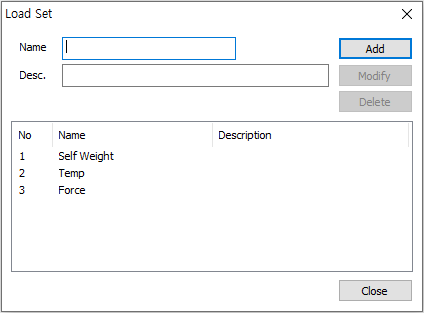 Load Set
Name
Add
Desc.
Modify
Delete
No Name Description
1 Self Weight
2 Temp
3 Force
Close